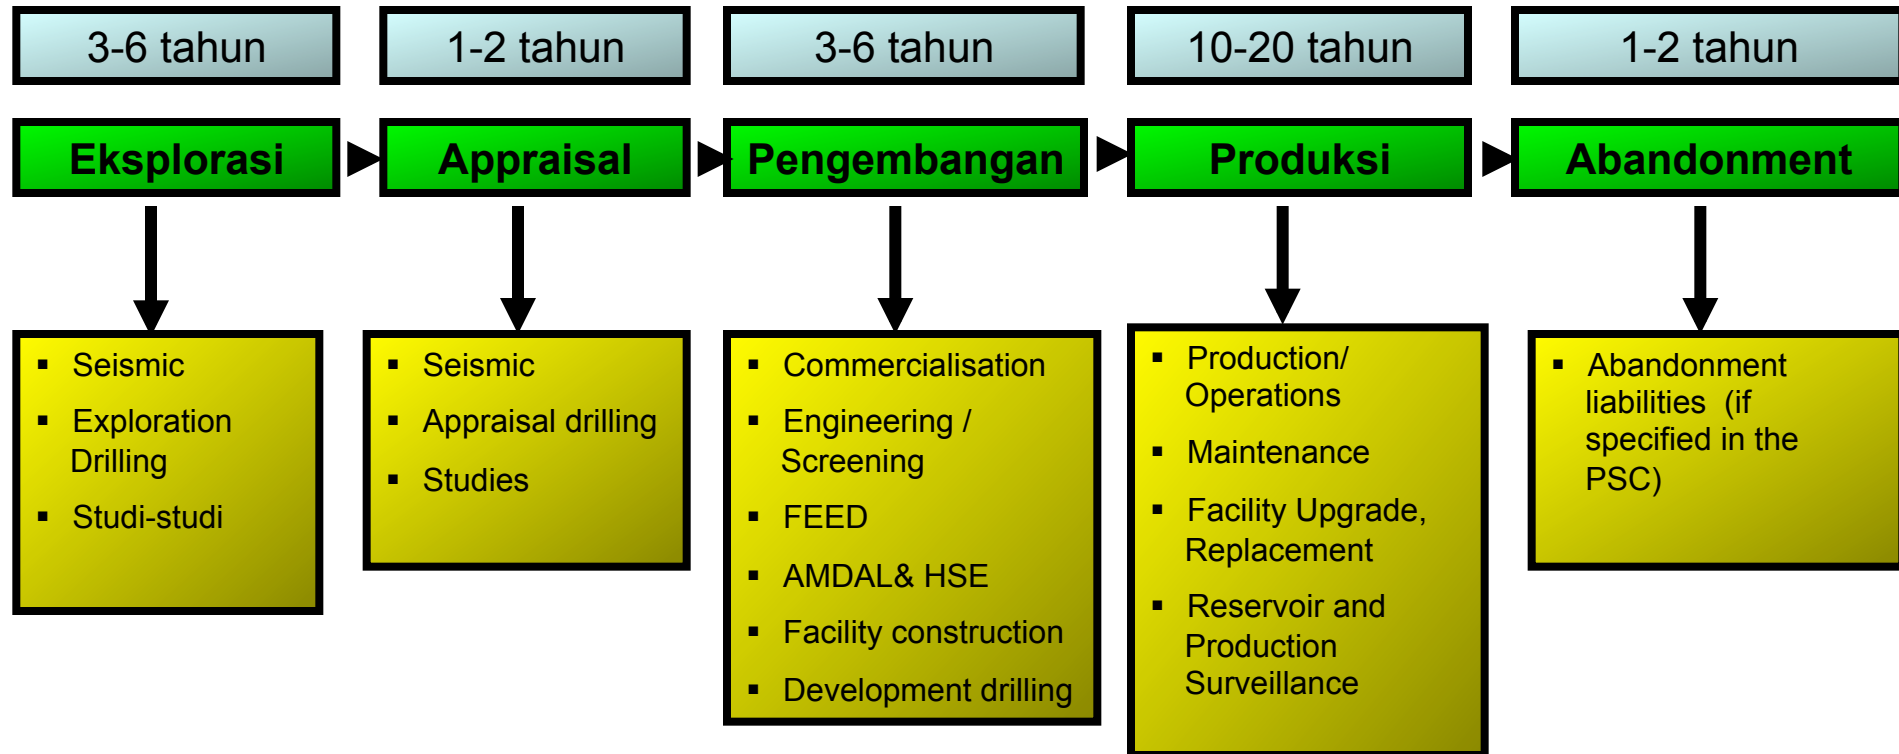 3-6 tahun
1-2 tahun
3-6 tahun
10-20 tahun
1-2 tahun
Eksplorasi
Appraisal
Pengembangan
Produksi
Abandonment
▪ Seismic
▪ Exploration
Drilling
▪ Studi-studi
▪ Seismic
▪ Appraisal drilling
▪ Studies
▪ Commercialisation
▪ Engineering /
Screening
▪ FEED
▪ AMDAL& HSE
▪ Facility construction
▪ Development drilling
▪ Production/
Operations
▪ Maintenance
▪ Facility Upgrade,
Replacement
▪ Reservoir and
Production
Surveillance
▪ Abandonment
liabilities (if
specified in the
PSC)